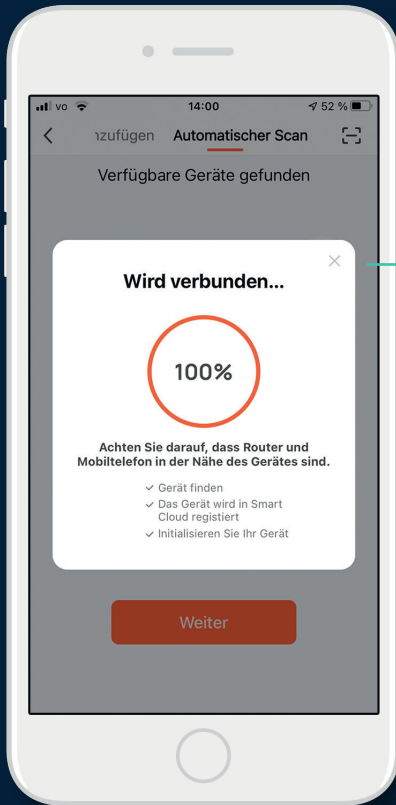 vo 14:00 52 %
nzufügen Automatischer Scan
Verfügbare Geräte gefunden
Wird verbunden...
100%
Achten Sie darauf, dass Router und
Mobiltelefon in der Nähe des Gerätes sind.
Gerät finden
Das Gerät wird in Smart
Cloud registiert
Initialisieren Sie Ihr Gerät
Weiter